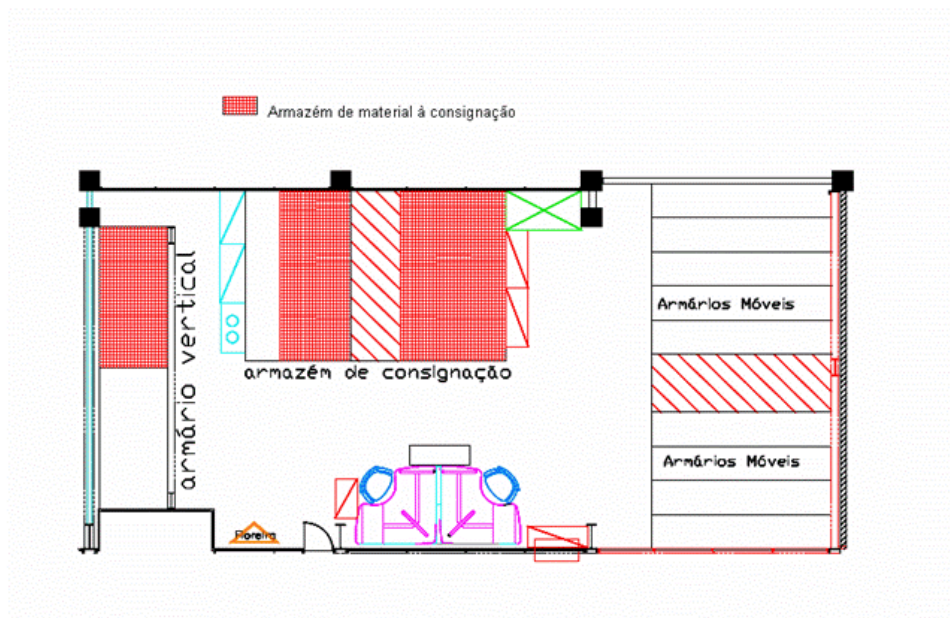 Armazém de material à consignação
armário vertical
Armários Móveis
armazém de consignação
Armários Móveis
Floreira